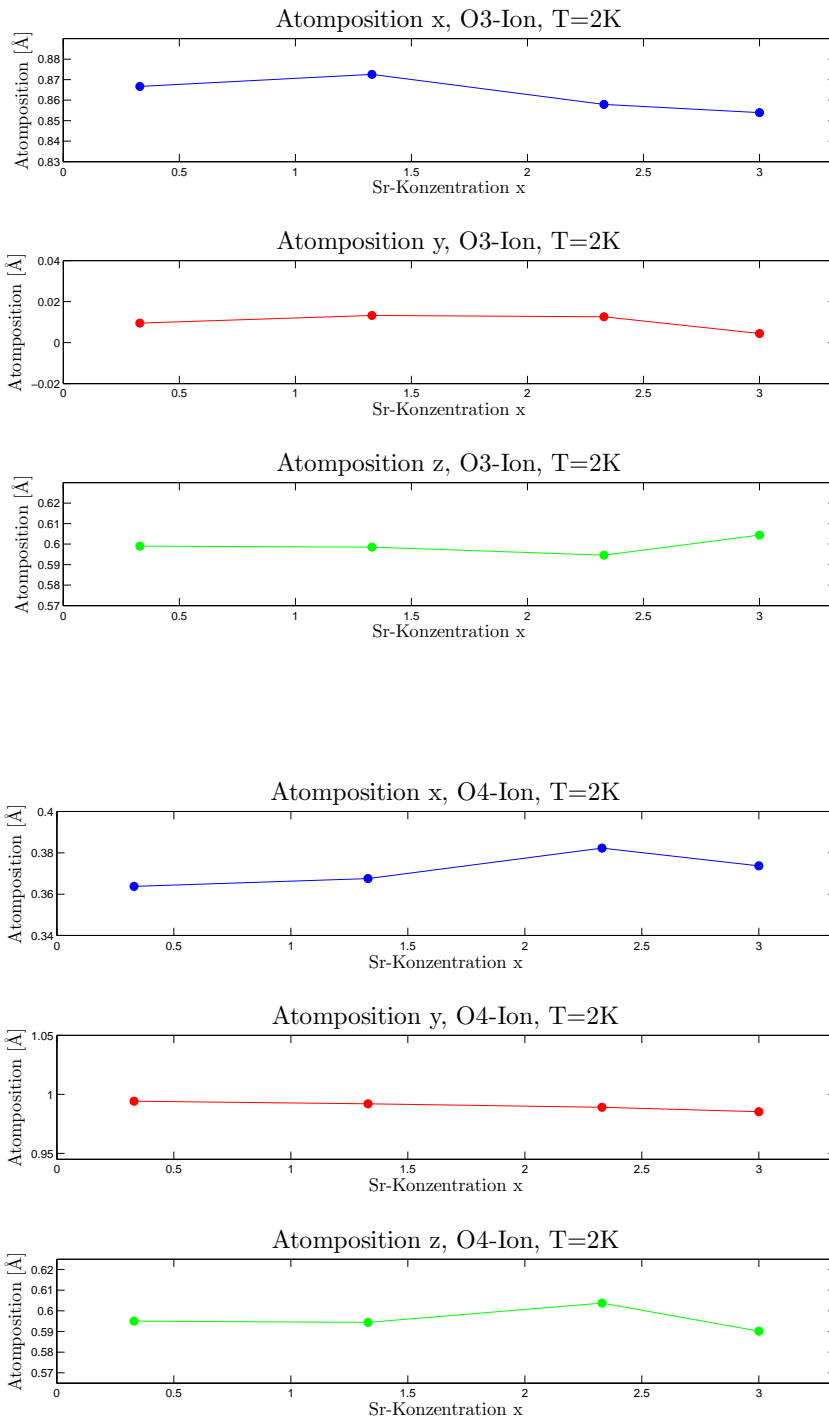 Atomposition x, O3-Ion, T=2K
Atomposition [Å]
0.88
0.87
0.86
0.85
0.84
0.83
0 0.5 1 1.5 2 2.5 3
Sr-Konzentration x
Atomposition y, O3-Ion, T=2K
Atomposition [Å]
0.04
0.02
0
−0.02
0 0.5 1 1.5 2 2.5 3
Sr-Konzentration x
Atomposition z, O3-Ion, T=2K
Atomposition [Å]
0.62
0.61
0.6
0.59
0.58
0.57
0 0.5 1 1.5 2 2.5 3
Sr-Konzentration x
Atomposition x, O4-Ion, T=2K
Atomposition [Å]
0.4
0.38
0.36
0.34
0 0.5 1 1.5 2 2.5 3
Sr-Konzentration x
Atomposition y, O4-Ion, T=2K
Atomposition [Å]
1.05
1
0.95
0 0.5 1 1.5 2 2.5 3
Sr-Konzentration x
Atomposition z, O4-Ion, T=2K
Atomposition [Å]
0.62
0.61
0.6
0.59
0.58
0.57
0 0.5 1 1.5 2 2.5 3
Sr-Konzentration x